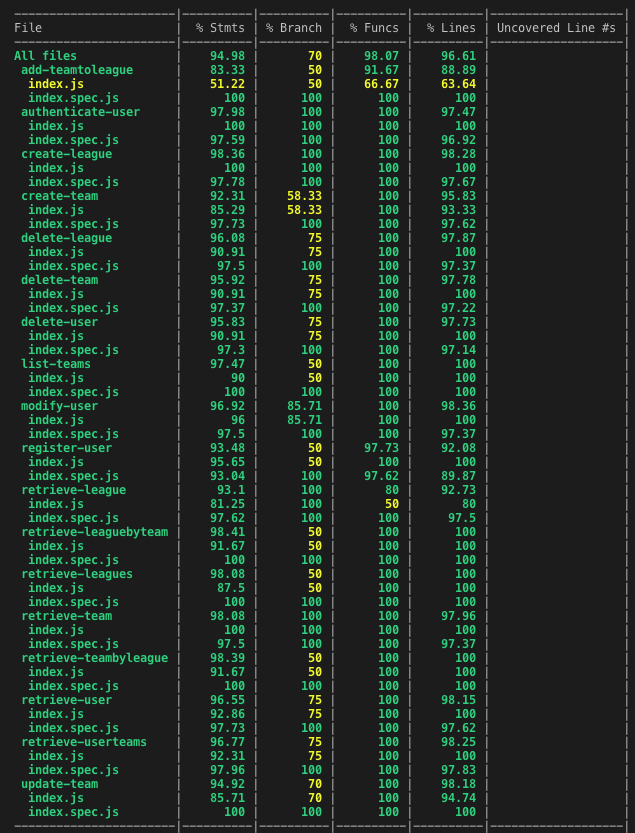 File | % Stmts | % Branch | % Funcs | % Lines | Uncovered Line #s |
All files | 94.98 | 70 | 98.07 | 96.61 | |
add-teamtoleague | 83.33 | 50 | 91.67 | 88.89 | |
index.js | 51.22 | 50 | 66.67 | 63.64 | |
index.spec.js | 100 | 100 | 100 | 100 | |
authenticate-user | 97.98 | 100 | 100 | 97.47 | |
index.js | 100 | 100 | 100 | 100 | |
index.spec.js | 97.59 | 100 | 100 | 96.92 | |
create-league | 98.36 | 100 | 100 | 98.28 | |
index.js | 100 | 100 | 100 | 100 | |
index.spec.js | 97.78 | 100 | 100 | 97.67 | |
create-team | 92.31 | 58.33 | 100 | 95.83 | |
index.js | 85.29 | 58.33 | 100 | 93.33 | |
index.spec.js | 97.73 | 100 | 100 | 97.62 | |
delete-league | 96.08 | 75 | 100 | 97.87 | |
index.js | 90.91 | 75 | 100 | 100 | |
index.spec.js | 97.5 | 100 | 100 | 97.37 | |
delete-team | 95.92 | 75 | 100 | 97.78 | |
index.js | 90.91 | 75 | 100 | 100 | |
index.spec.js | 97.37 | 100 | 100 | 97.22 | |
delete-user | 95.83 | 75 | 100 | 97.73 | |
index.js | 90.91 | 75 | 100 | 100 | |
index.spec.js | 97.3 | 100 | 100 | 97.14 | |
list-teams | 97.47 | 50 | 100 | 100 | |
index.js | 90 | 50 | 100 | 100 | |
index.spec.js | 100 | 100 | 100 | 100 | |
modify-user | 96.92 | 85.71 | 100 | 98.36 | |
index.js | 96 | 85.71 | 100 | 100 | |
index.spec.js | 97.5 | 100 | 100 | 97.37 | |
register-user | 93.48 | 50 | 97.73 | 92.08 | |
index.js | 95.65 | 50 | 100 | 100 | |
index.spec.js | 93.04 | 100 | 97.62 | 89.87 | |
retrieve-league | 93.1 | 100 | 80 | 92.73 | |
index.js | 81.25 | 100 | 50 | 80 | |
index.spec.js | 97.62 | 100 | 100 | 97.5 | |
retrieve-leaguebyteam | 98.41 | 50 | 100 | 100 | |
index.js | 91.67 | 50 | 100 | 100 | |
index.spec.js | 100 | 100 | 100 | 100 | |
retrieve-leagues | 98.08 | 50 | 100 | 100 | |
index.js | 87.5 | 50 | 100 | 100 | |
index.spec.js | 100 | 100 | 100 | 100 | |
retrieve-team | 98.08 | 100 | 100 | 97.96 | |
index.js | 100 | 100 | 100 | 100 | |
index.spec.js | 97.5 | 100 | 100 | 97.37 | |
retrieve-teambyleague | 98.39 | 50 | 100 | 100 | |
index.js | 91.67 | 50 | 100 | 100 | |
index.spec.js | 100 | 100 | 100 | 100 | |
retrieve-user | 96.55 | 75 | 100 | 98.15 | |
index.js | 92.86 | 75 | 100 | 100 | |
index.spec.js | 97.73 | 100 | 100 | 97.62 | |
retrieve-userteams | 96.77 | 75 | 100 | 98.25 | |
index.js | 92.31 | 75 | 100 | 100 | |
index.spec.js | 97.96 | 100 | 100 | 97.83 | |
update-team | 94.92 | 70 | 100 | 98.18 | |
index.js | 85.71 | 70 | 100 | 94.74 | |
index.spec.js | 100 | 100 | 100 | 100 | |